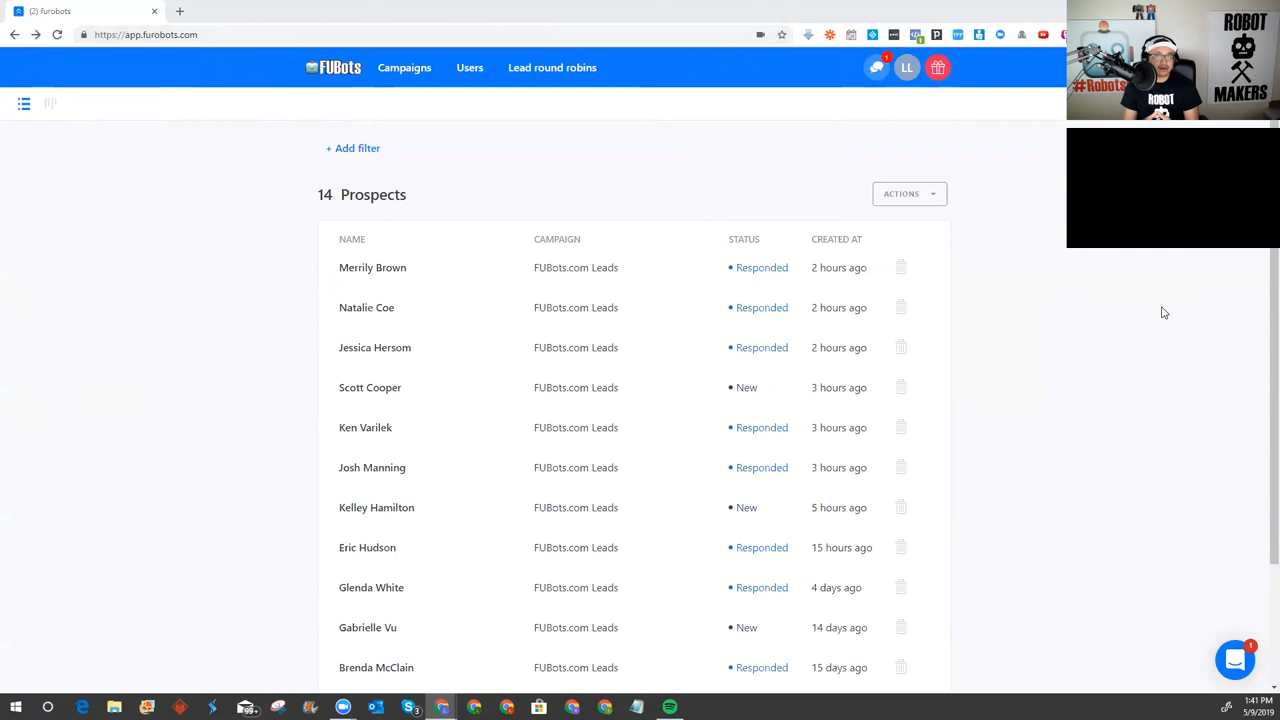 (2) furobots
https://app.furobots.com
FUBots Campaigns Users Lead round robins 1 LL
+ Add filter
14 Prospects ACTIONS
NAME CAMPAIGN STATUS CREATED AT
Merrily Brown FUBots.com Leads Responded 2 hours ago
Natalie Coe FUBots.com Leads Responded 2 hours ago
Jessica Hersom FUBots.com Leads Responded 2 hours ago
Scott Cooper FUBots.com Leads New 3 hours ago
Ken Varilek FUBots.com Leads Responded 3 hours ago
Josh Manning FUBots.com Leads Responded 3 hours ago
Kelley Hamilton FUBots.com Leads New 5 hours ago
Eric Hudson FUBots.com Leads Responded 15 hours ago
Glenda White FUBots.com Leads Responded 4 days ago
Gabrielle Vu FUBots.com Leads New 14 days ago
Brenda McClain FUBots.com Leads Responded 15 days ago
1
ROBOT
MAKERS
#Robots
ROBOT
99+ 3 1:41 PM
5/9/2019